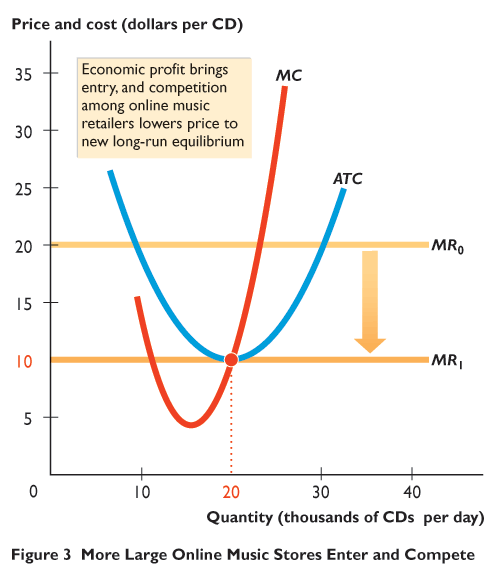 Price and cost (dollars per CD)
35
30
25
20
15
10
5
0
Economic profit brings
entry, and competition
among online music
retailers lowers price to
new long-run equilibrium
MC
ATC
MR₀
MR₁
10
20
30
40
Quantity (thousands of CDs per day)
Figure 3 More Large Online Music Stores Enter and Compete